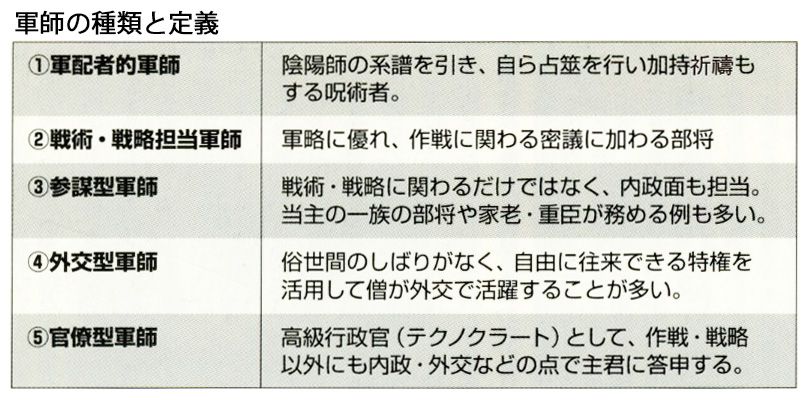 軍師の種類と定義
①軍配者的軍師
陰陽師の系譜を引き、自ら占筮を行い加持祈禱も
する呪術者。
②戦術・戦略担当軍師
軍略に優れ、作戦に関わる密議に加わる部将
③参謀型軍師
戦術・戦略に関わるだけではなく、内政面も担当。
当主の一族の部将や家老・重臣が務める例も多い。
④外交型軍師
俗世間のしばりがなく、自由に往来できる特権を
活用して僧が外交で活躍することが多い。
⑤官僚型軍師
高級行政官（テクノクラート）として、作戦・戦略
以外にも内政・外交などの点で主君に答申する。